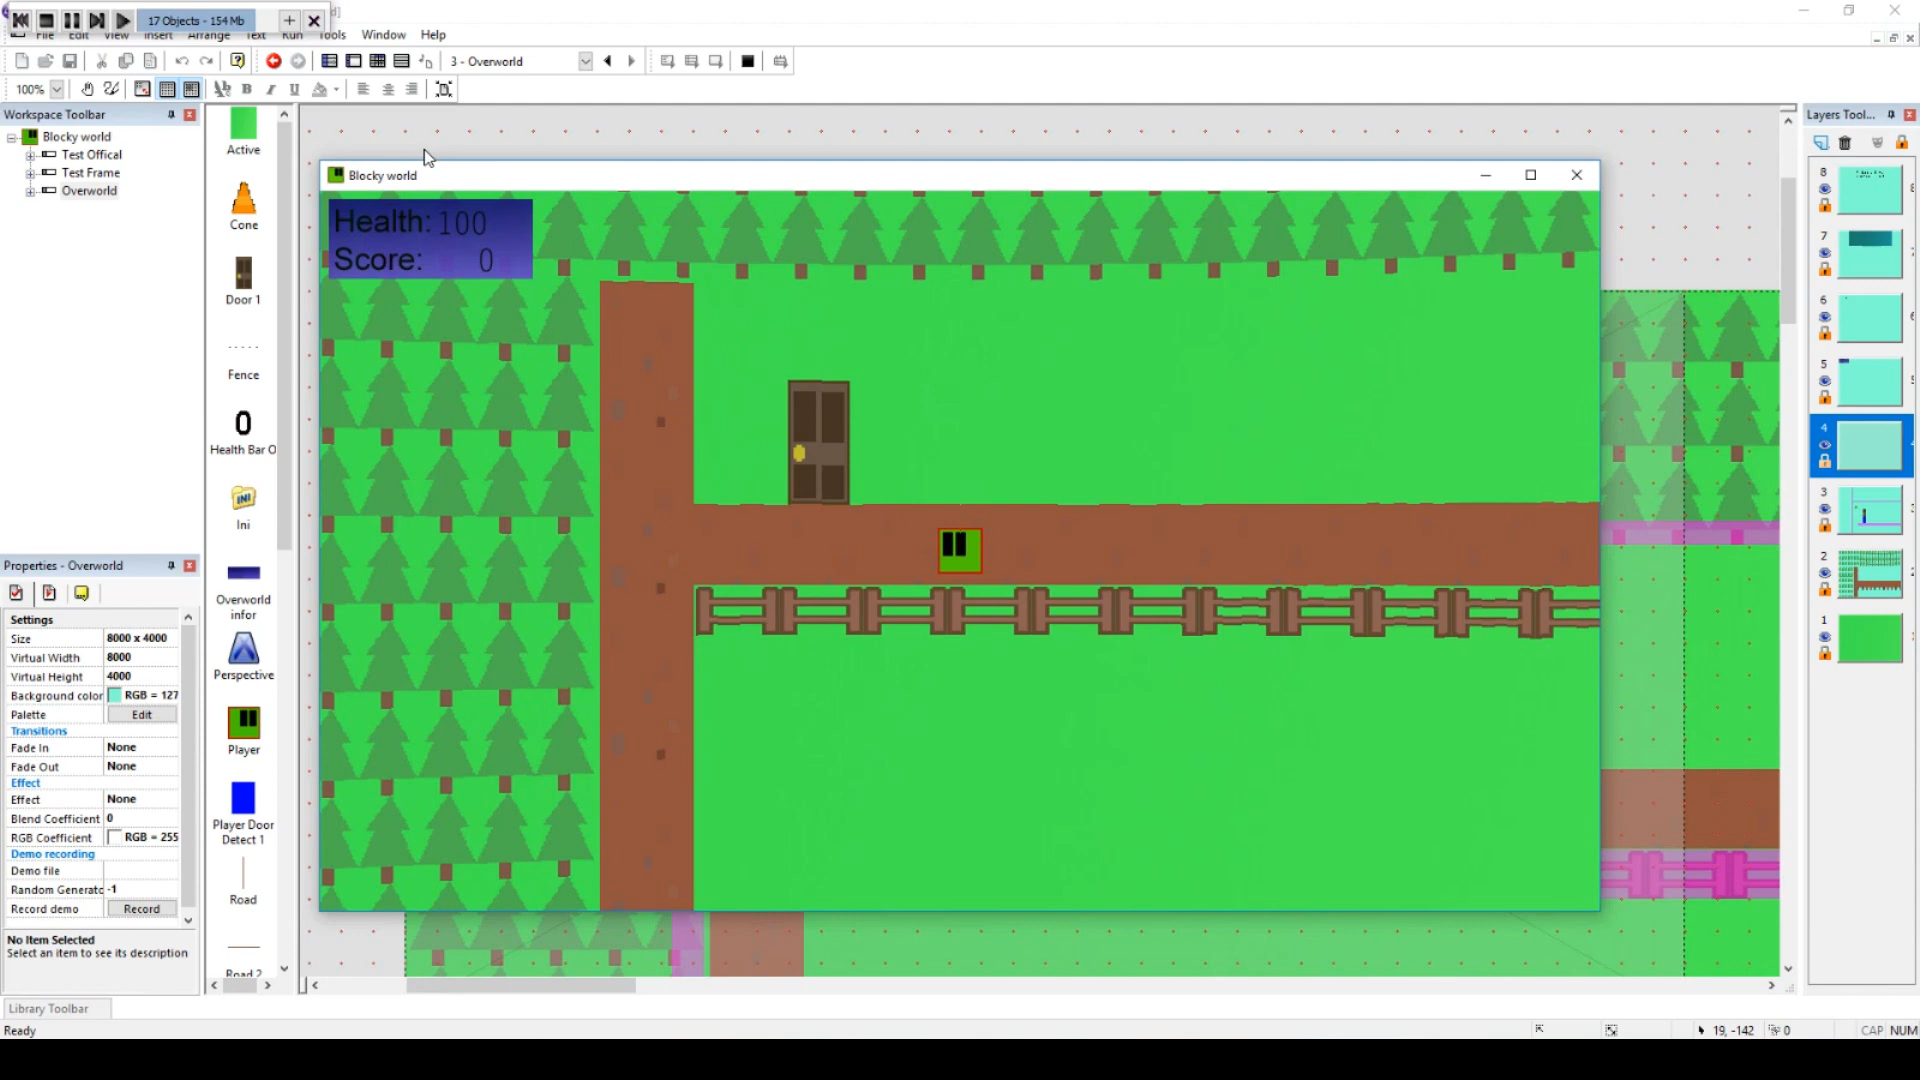 17 Objects - 154 Mb
File Edit View Insert Arrange Text Run Tools Window Help
3 - Overworld
100%
Workspace Toolbar
Blocky world
Test Offical
Test Frame
Overworld
Active
Cone
Door 1
Fence
0
Health Bar O
INI
Ini
Overworld
infor
Perspective
Player
Player Door
Detect 1
Road
Road 2
Blocky world
Health: 100
Score: 0
Layers Tool...
8
7
6
5
4
3
2
1
Properties - Overworld
Settings
Size 8000 x 4000
Virtual Width 8000
Virtual Height 4000
Background color RGB = 127
Palette Edit
Transitions
Fade In None
Fade Out None
Effect
Effect None
Blend Coefficient 0
RGB Coefficient RGB = 255
Demo recording
Demo file
Random Generato -1
Record demo Record
No Item Selected
Select an item to see its description
Library Toolbar
Ready
19, -142
0
CAP NUM